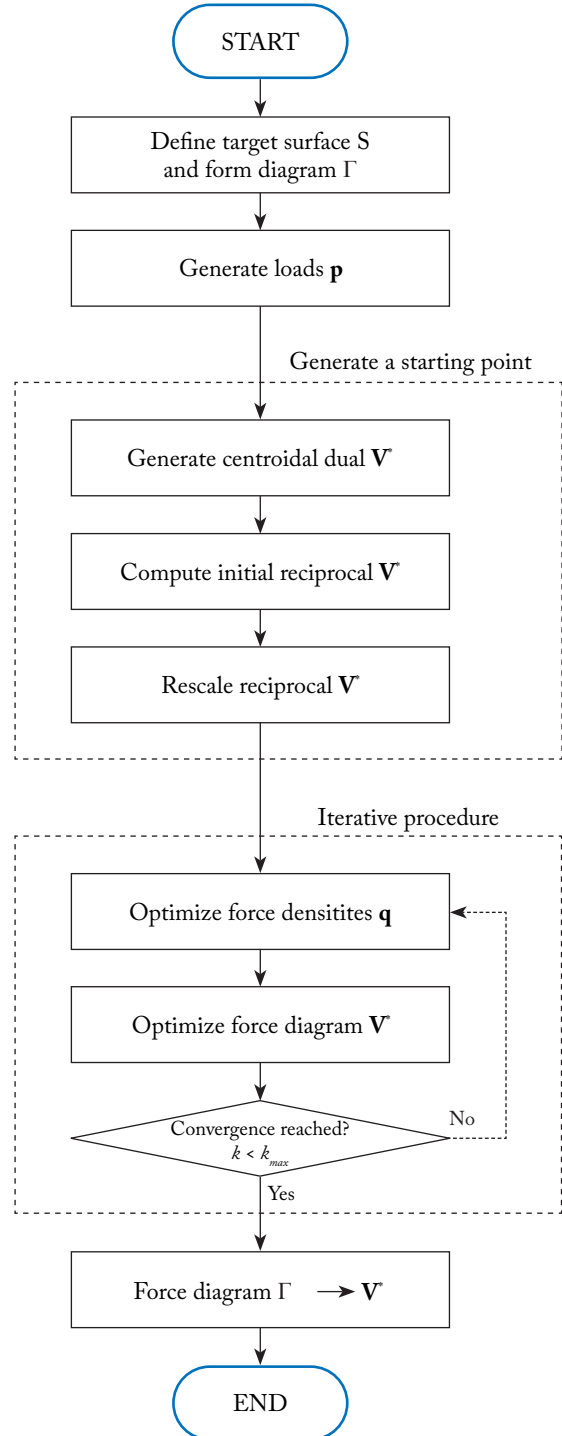 START
Define target surface S
and form diagram Γ
Generate loads p
Generate a starting point
Generate centroidal dual V*
Compute initial reciprocal V*
Rescale reciprocal V*
Iterative procedure
Optimize force densitites q
Optimize force diagram V*
Convergence reached?
k < kmax
No
Yes
Force diagram Γ → V*
END